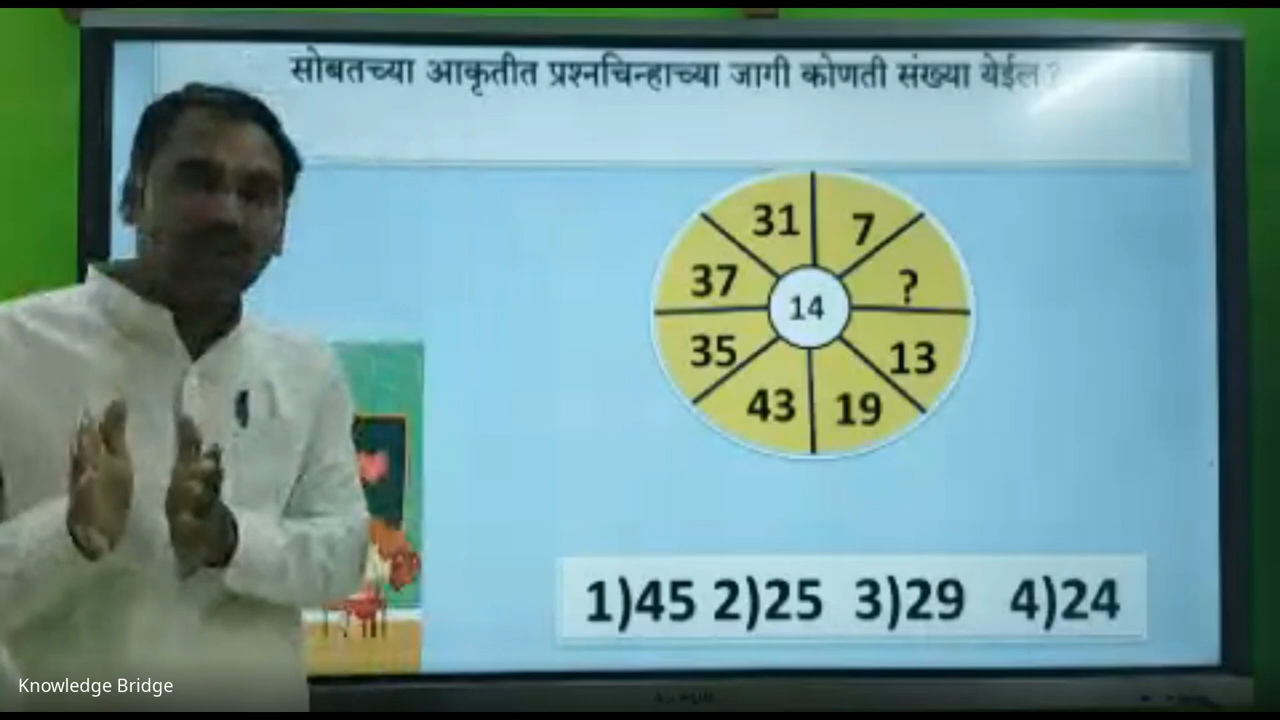 सोबतच्या आकृतीत प्रश्नचिन्हाच्या जागी कोणती संख्या येईल ?
31 7
37 ?
14
35 13
43 19
1)45 2)25 3)29 4)24
Knowledge Bridge